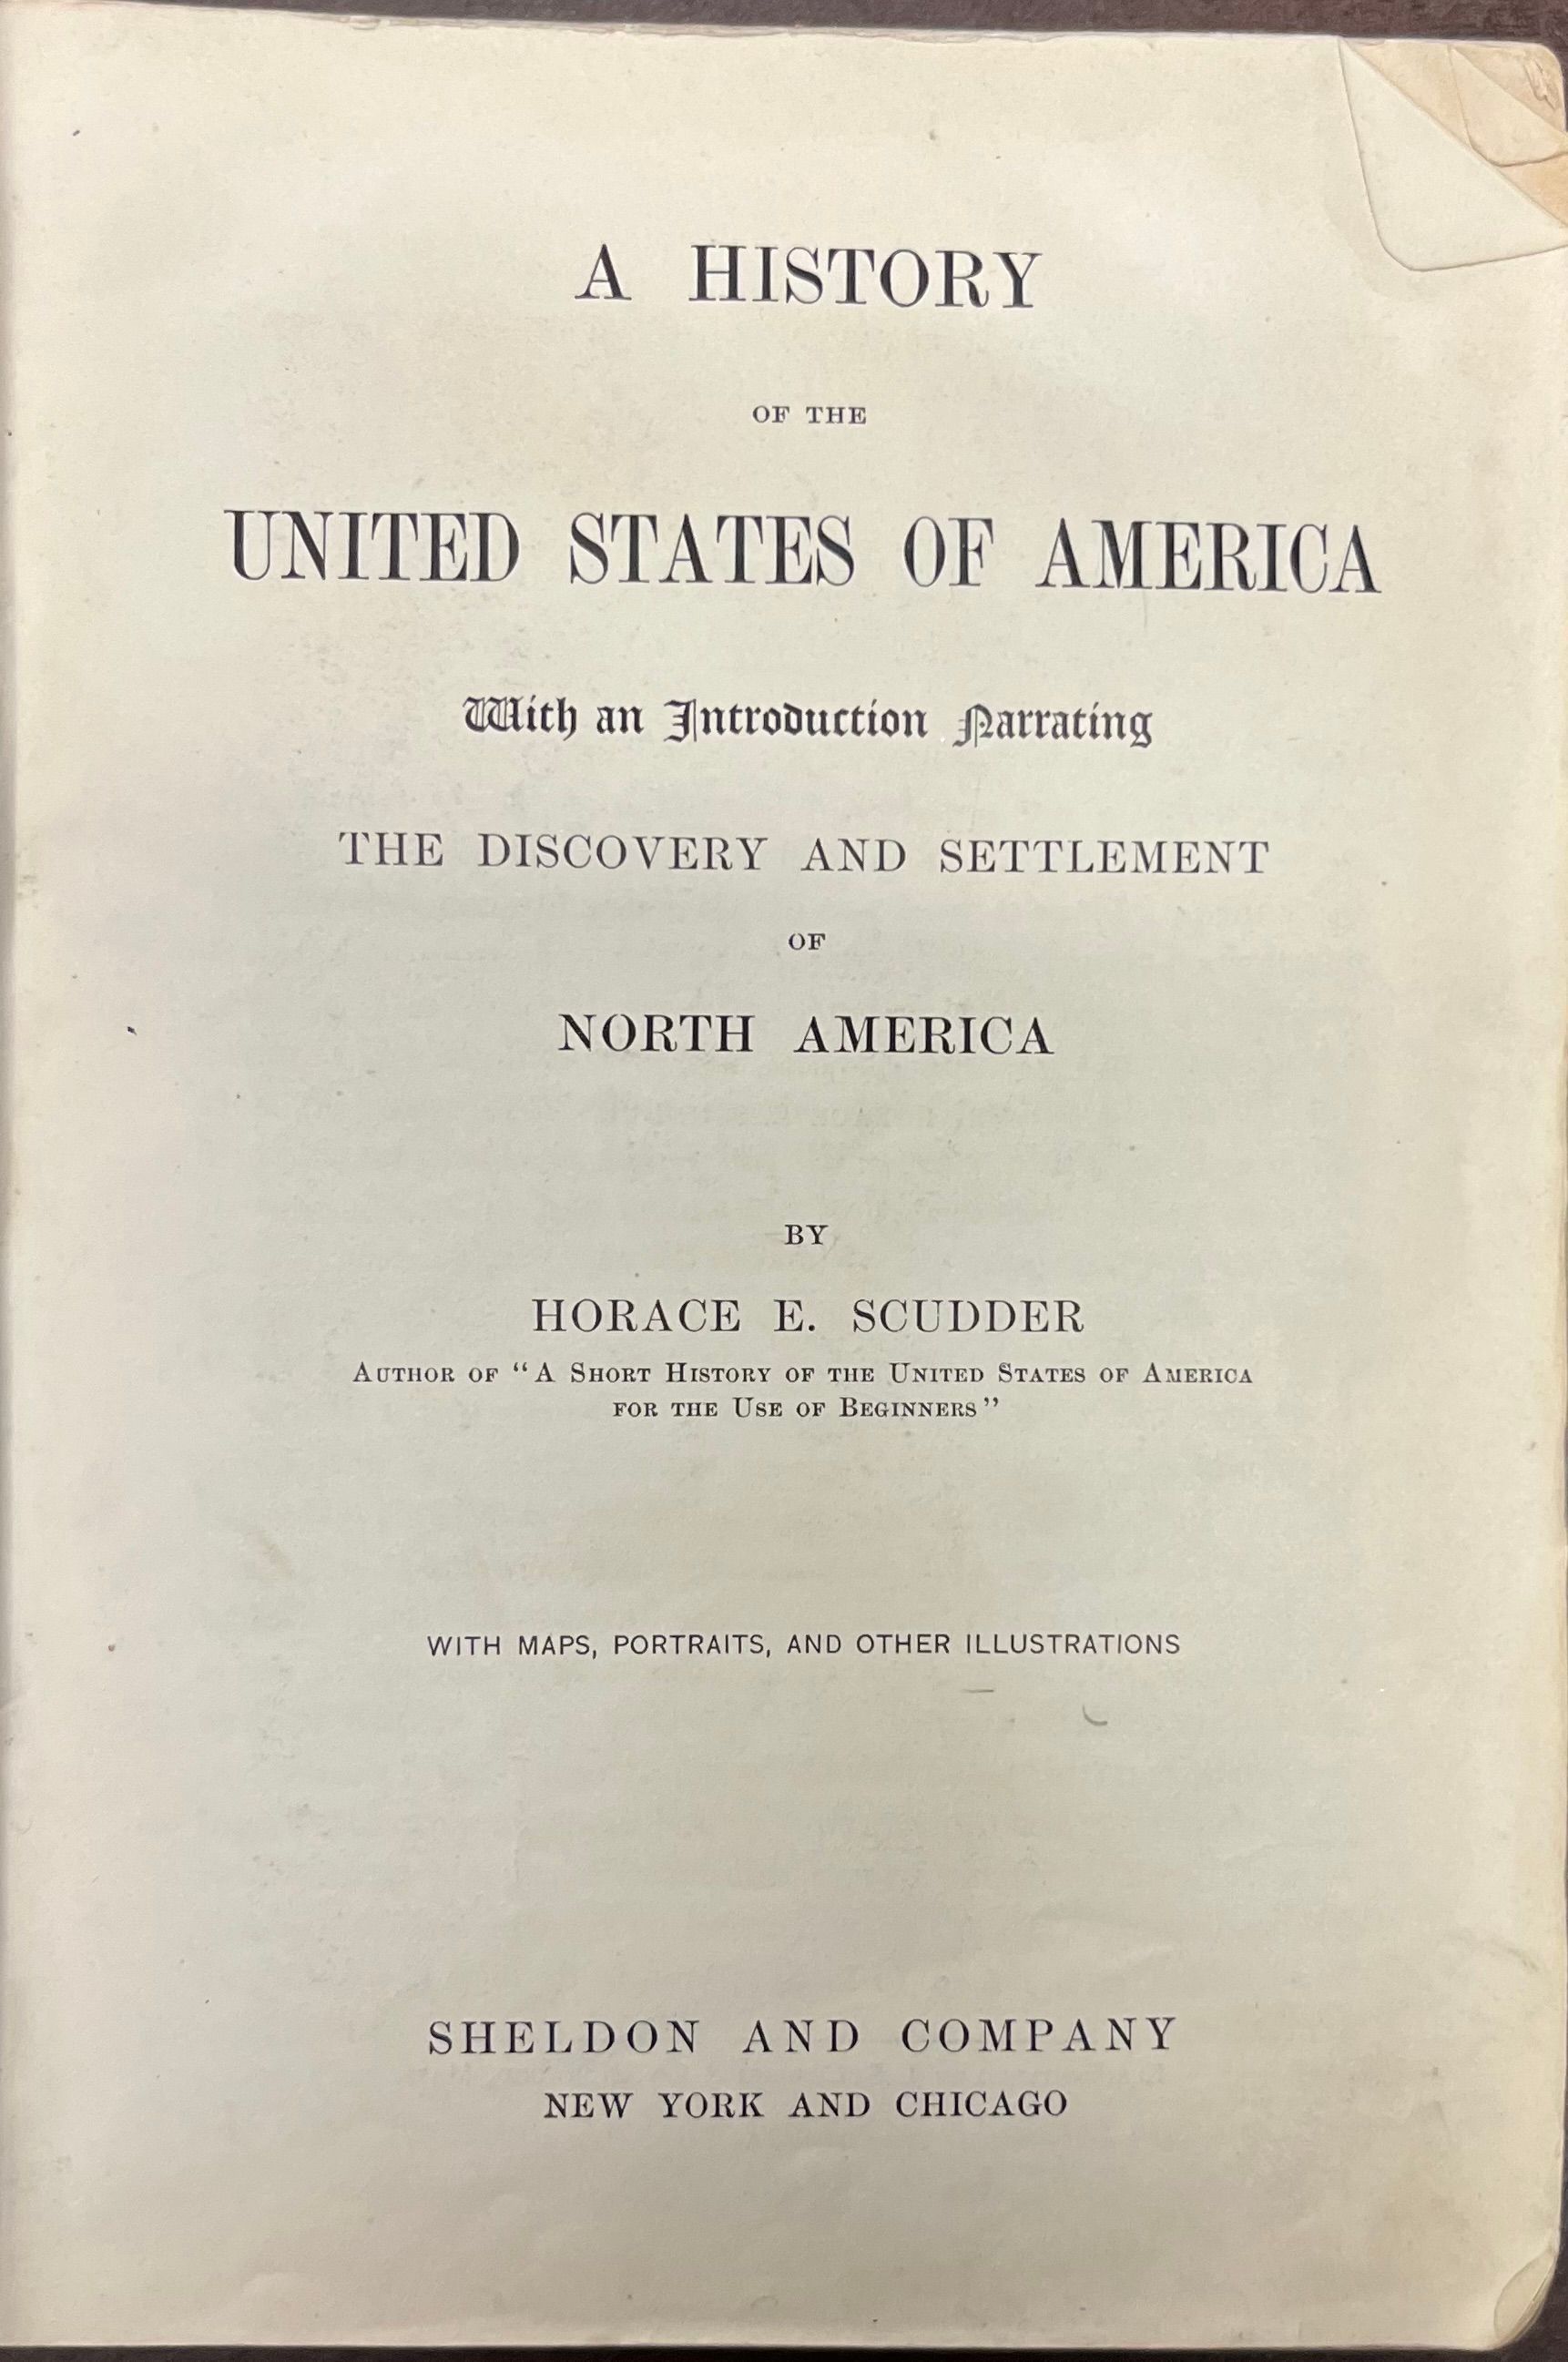 A HISTORY
OF THE
UNITED STATES OF AMERICA
With an Introduction Narrating
THE DISCOVERY AND SETTLEMENT
OF
NORTH AMERICA
BY
HORACE E. SCUDDER
AUTHOR OF “A SHORT HISTORY OF THE UNITED STATES OF AMERICA
FOR THE USE OF BEGINNERS”
WITH MAPS, PORTRAITS, AND OTHER ILLUSTRATIONS
SHELDON AND COMPANY
NEW YORK AND CHICAGO